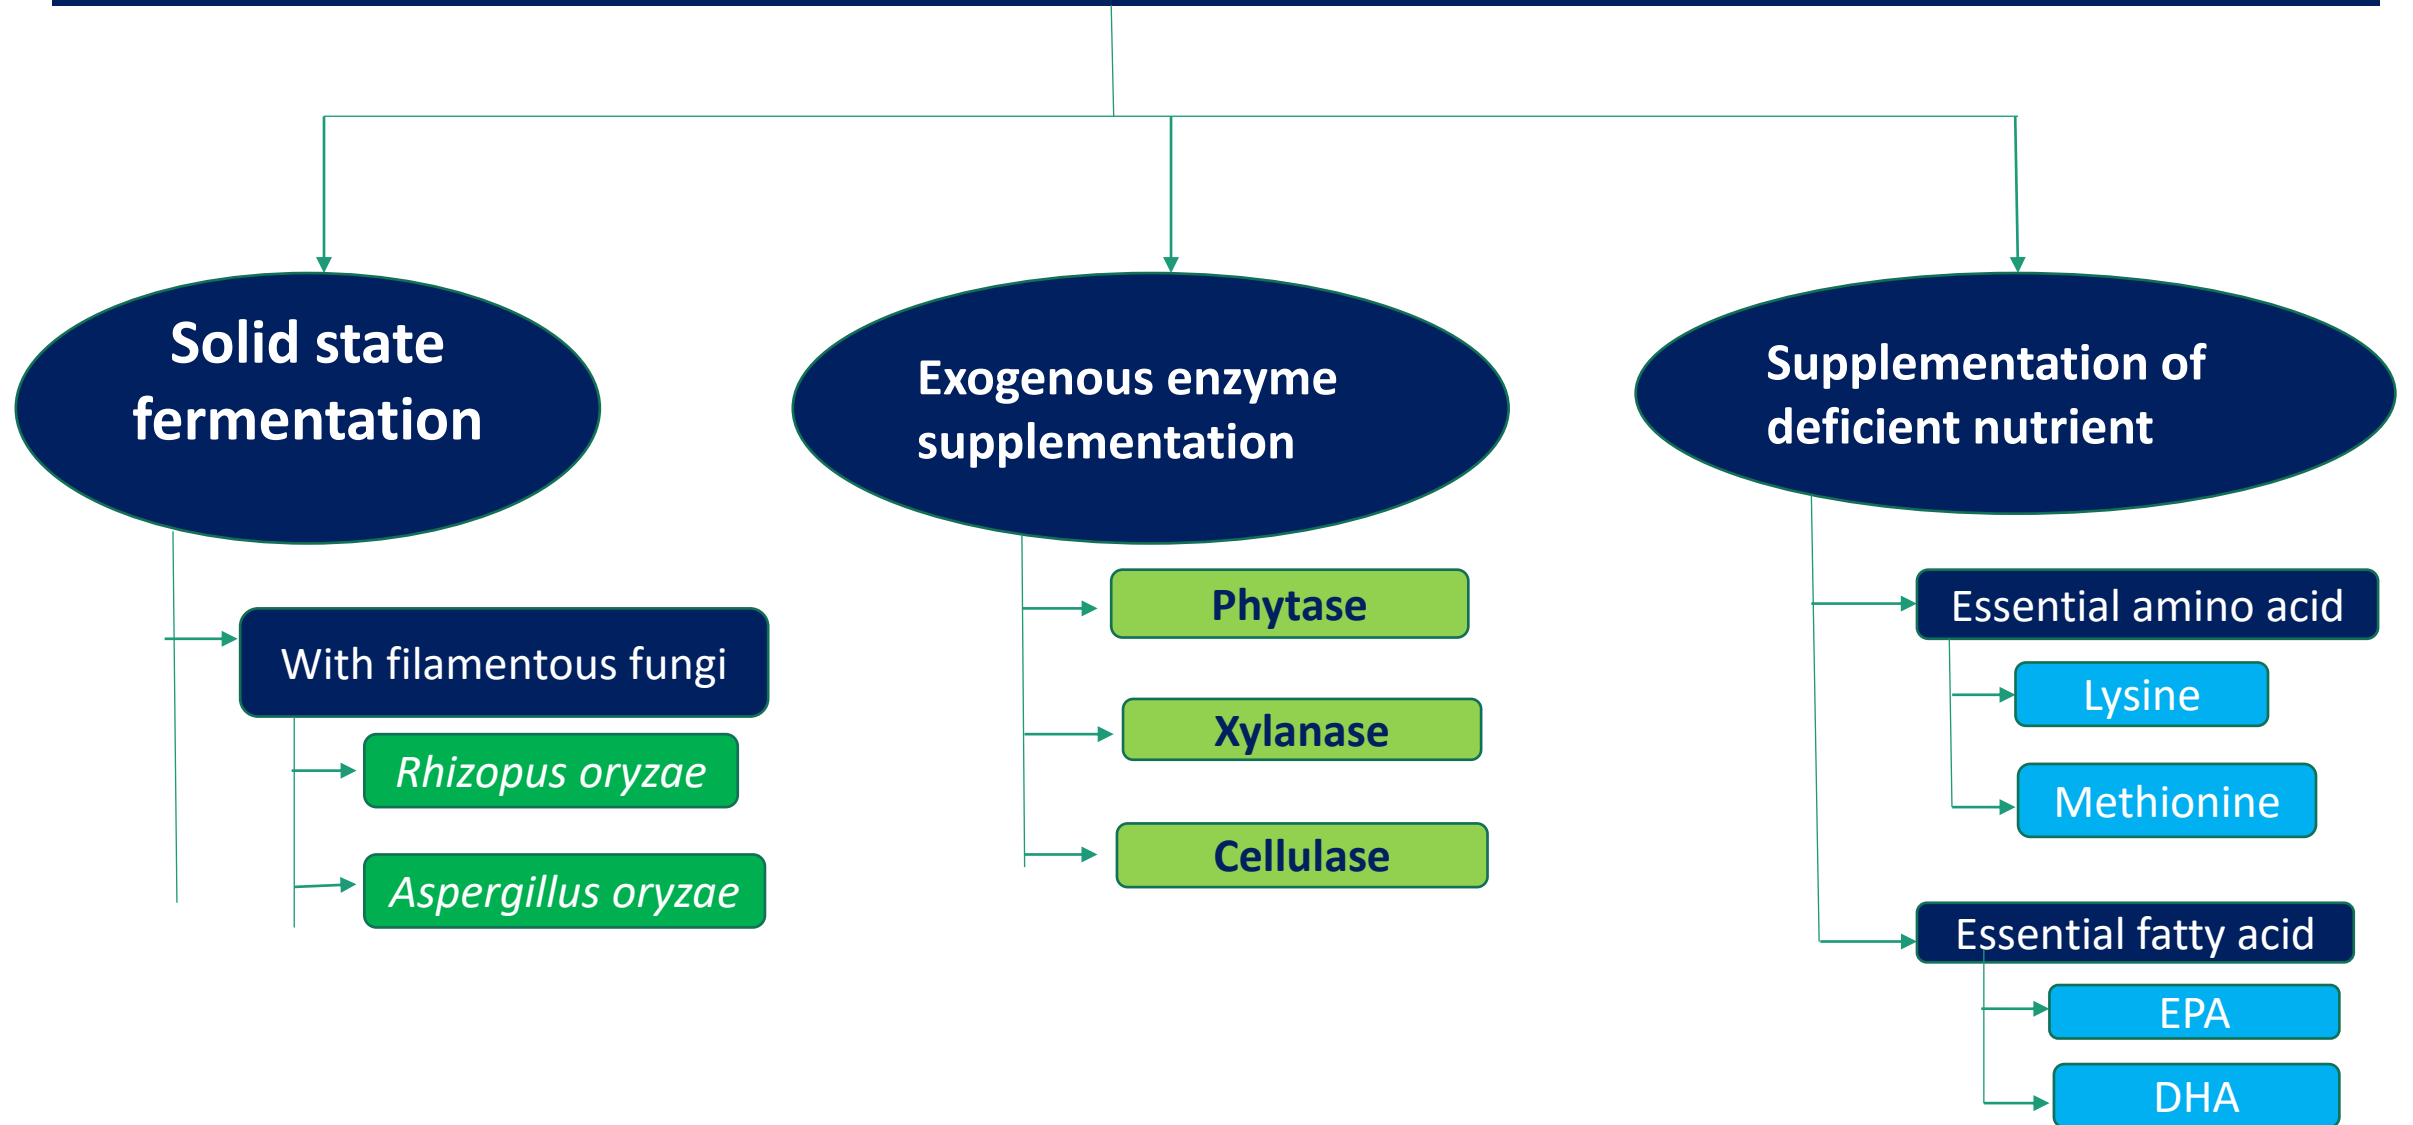 Solid state
fermentation
With filamentous fungi
Rhizopus oryzae
Aspergillus oryzae
Exogenous enzyme
supplementation
Phytase
Xylanase
Cellulase
Supplementation of
deficient nutrient
Essential amino acid
Lysine
Methionine
Essential fatty acid
EPA
DHA